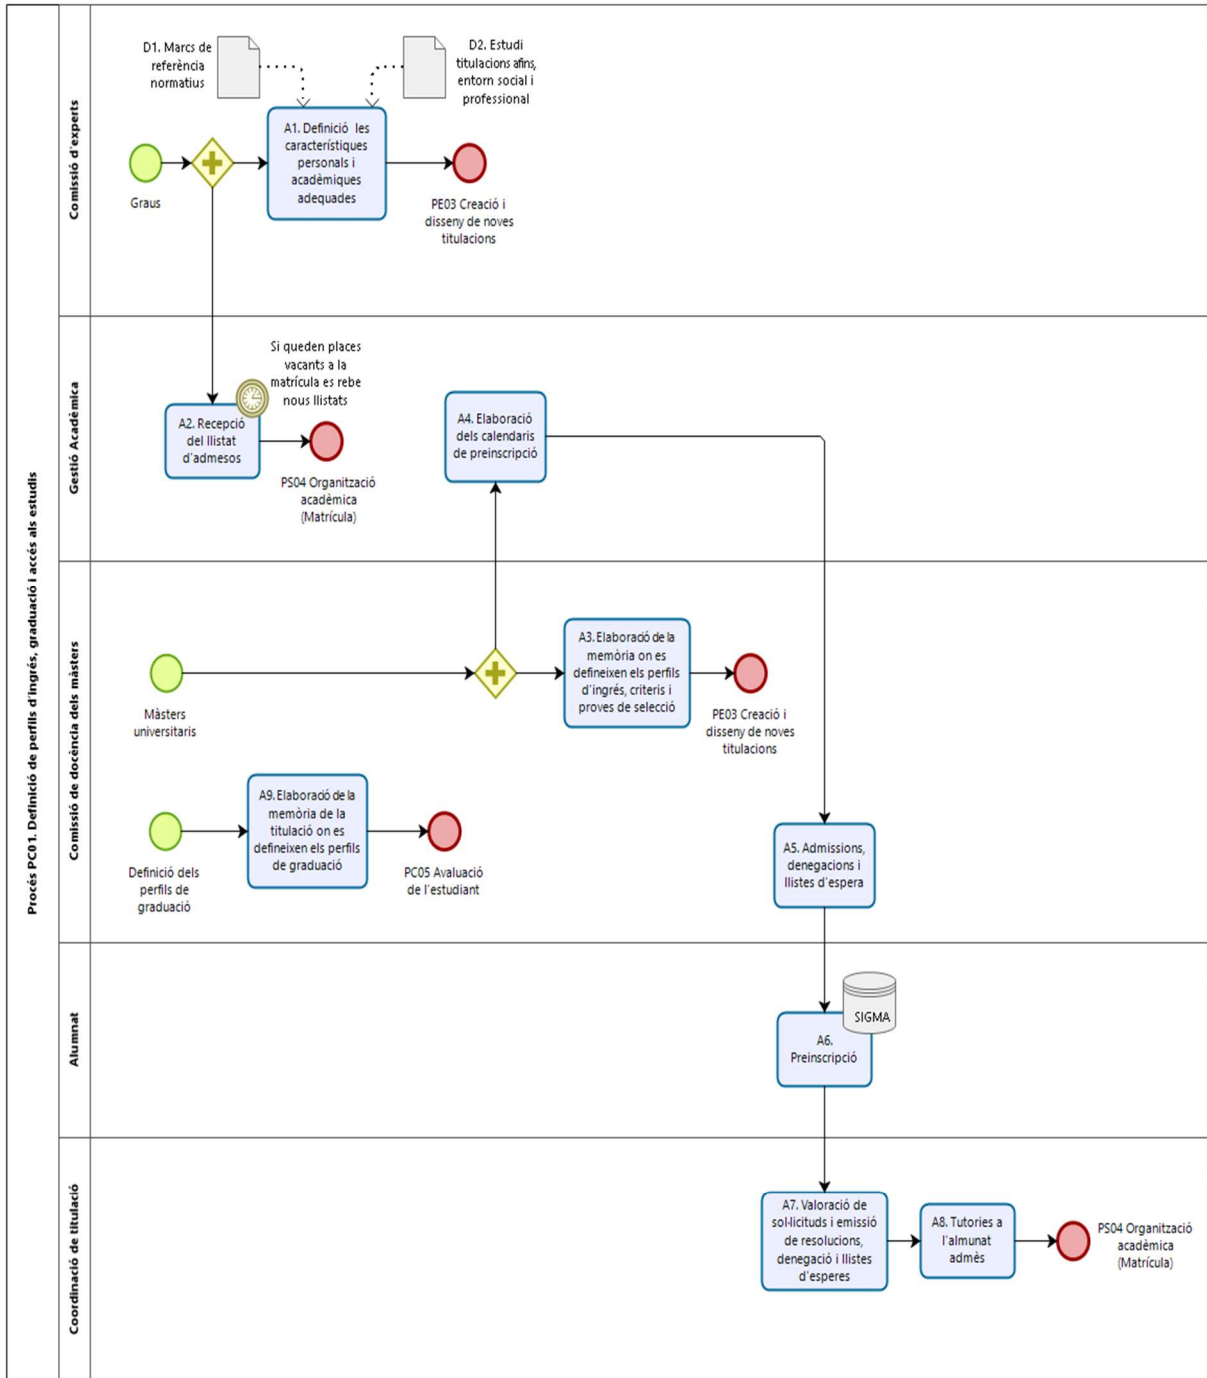 Procés PC01. Definició de perfils d'ingrés, graduació i accés als estudis
Comissió d'experts
D1. Marcs de
referència
normatius
D2. Estudi
titulacions afins,
entorn social i
professional
Graus
A1. Definició les
característiques
personals i
acadèmiques
adequades
PE03 Creació i
disseny de noves
titulacions
Gestió Acadèmica
Si queden places
vacants a la
matrícula es rebe
nous llistats
A2. Recepció
del llistat
d'admesos
PS04 Organització
acadèmica
(Matrícula)
A4. Elaboració
dels calendaris
de preinscripció
Comissió de docència dels màsters
Màsters
universitaris
A3. Elaboració de la
memòria on es
defineixen els perfils
d'ingrés, criteris i
proves de selecció
PE03 Creació i
disseny de noves
titulacions
Definició dels
perfils de
graduació
A9. Elaboració de la
memòria de la
titulació on es
defineixen els perfils
de graduació
PC05 Avaluació
de l'estudiant
A5. Admissions,
denegacions i
llistes d'espera
Alumnat
SIGMA
A6.
Preinscripció
Coordinació de titulació
A7. Valoració de
sol·licituds i emissió
de resolucions,
denegació i llistes
d'esperes
A8. Tutories a
l'almunat
admès
PS04 Organització
acadèmica
(Matrícula)